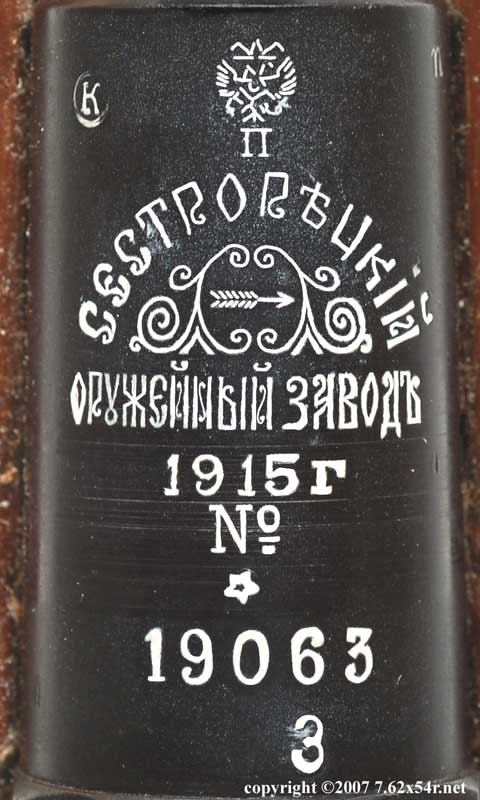 К
П
П
СЕСТРОРѢЦКІЙ
ОРУЖЕЙНЫЙ ЗАВОДЪ
1915г
№
19063
З
copyright ©2007 7.62x54r.net